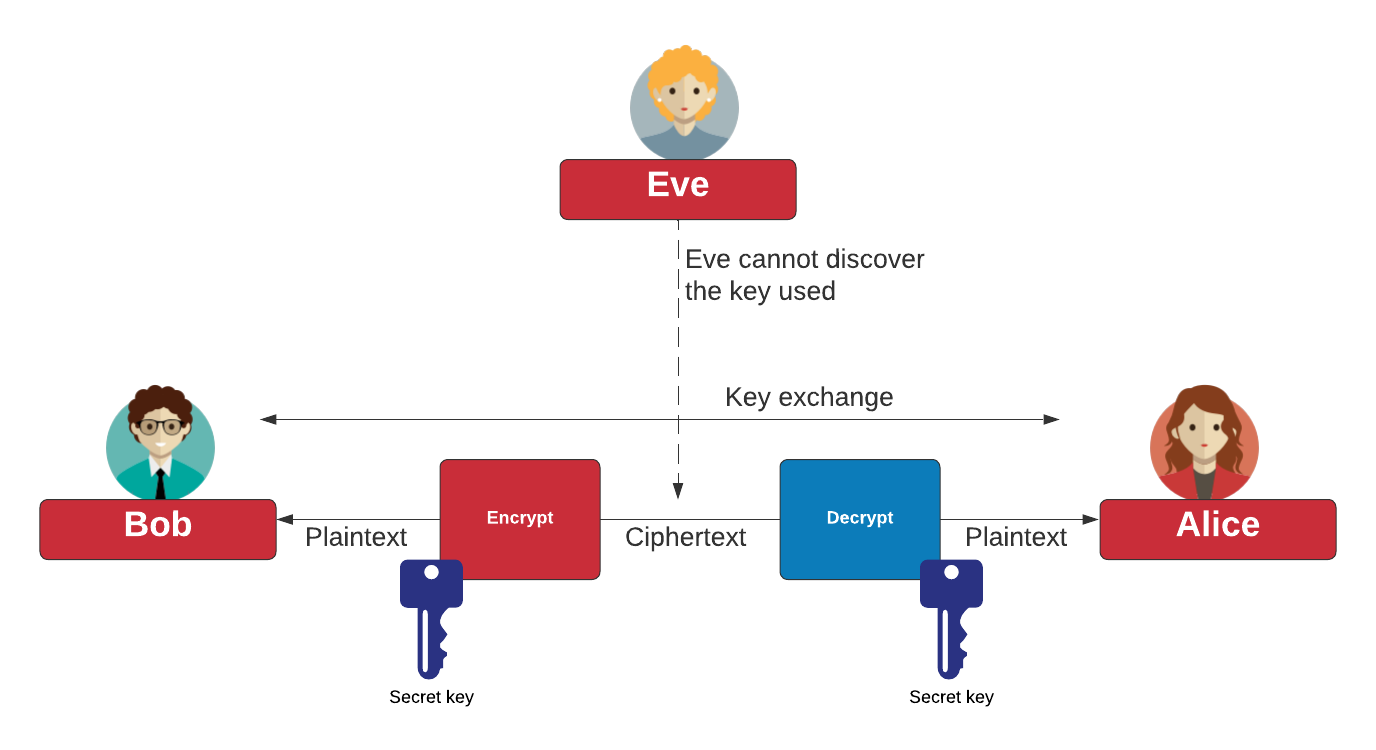 Eve
Eve cannot discover
the key used
Key exchange
Bob
Plaintext
Encrypt
Ciphertext
Decrypt
Plaintext
Alice
Secret key
Secret key